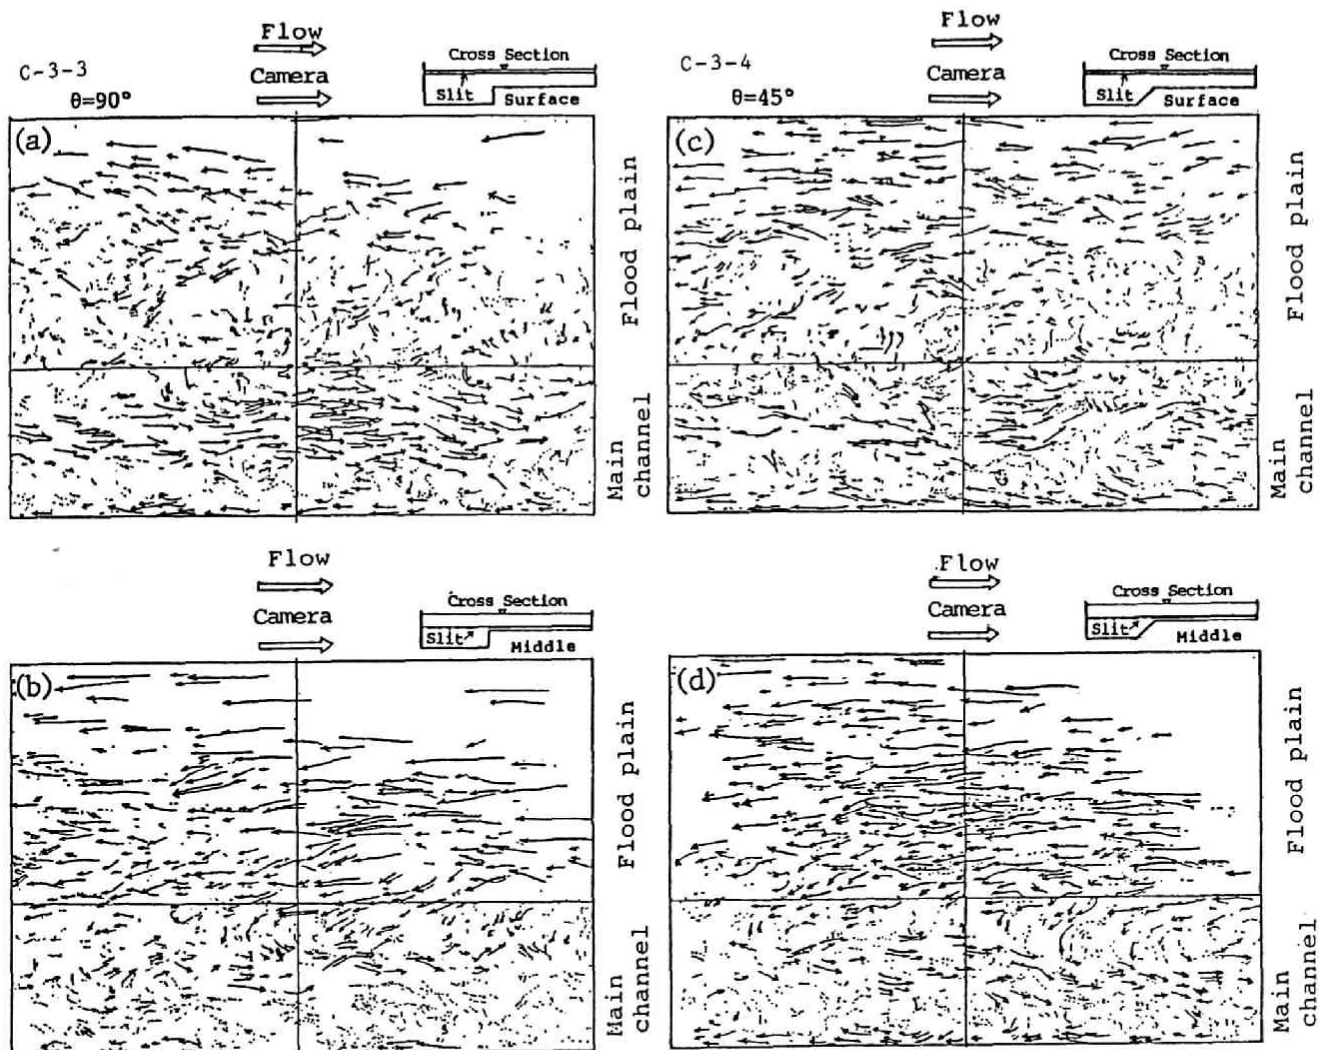 Flow
C-3-3
Camera
θ=90°
Cross Section
Slit
Surface
(a)
Flood plain
Main channel
Flow
C-3-4
Camera
θ=45°
Cross Section
Slit
Surface
(c)
Flood plain
Main channel
Flow
Camera
Cross Section
Slit
Middle
(b)
Flood plain
Main channel
Flow
Camera
Cross Section
Slit
Middle
(d)
Flood plain
Main channel